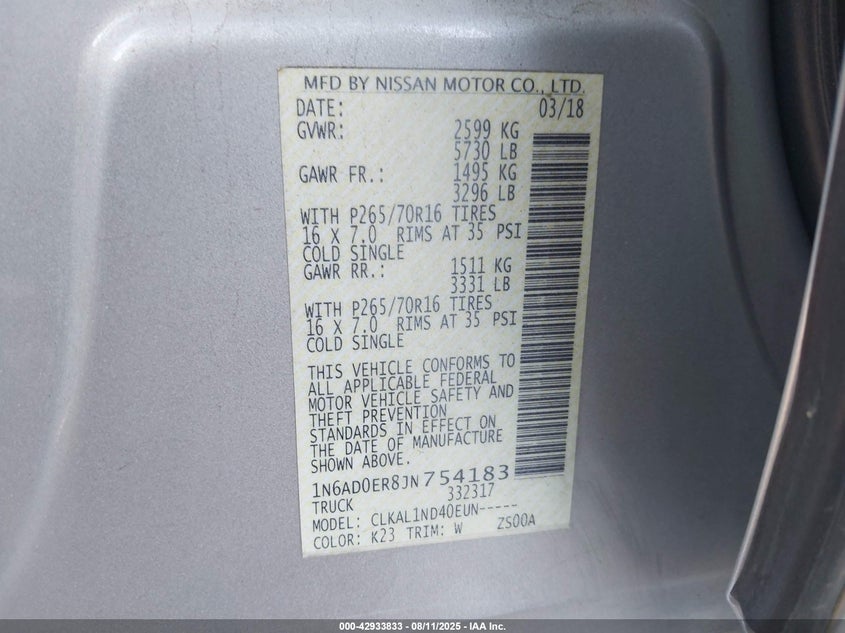 MFD BY NISSAN MOTOR CO., LTD.
DATE: 03/18
GVWR: 2599 KG
5730 LB
GAWR FR.: 1495 KG
3296 LB
WITH P265/70R16 TIRES
16 X 7.0 RIMS AT 35 PSI
COLD SINGLE
GAWR RR.: 1511 KG
3331 LB
WITH P265/70R16 TIRES
16 X 7.0 RIMS AT 35 PSI
COLD SINGLE
THIS VEHICLE CONFORMS TO
ALL APPLICABLE FEDERAL
MOTOR VEHICLE SAFETY AND
THEFT PREVENTION
STANDARDS IN EFFECT ON
THE DATE OF MANUFACTURE
SHOWN ABOVE.
1N6AD0ER8JN754183
TRUCK 332317
MODEL: CLKAL1ND40EUN-----
COLOR: K23 TRIM: W ZS00A
000-42933833 - 08/11/2025 - IAA Inc.